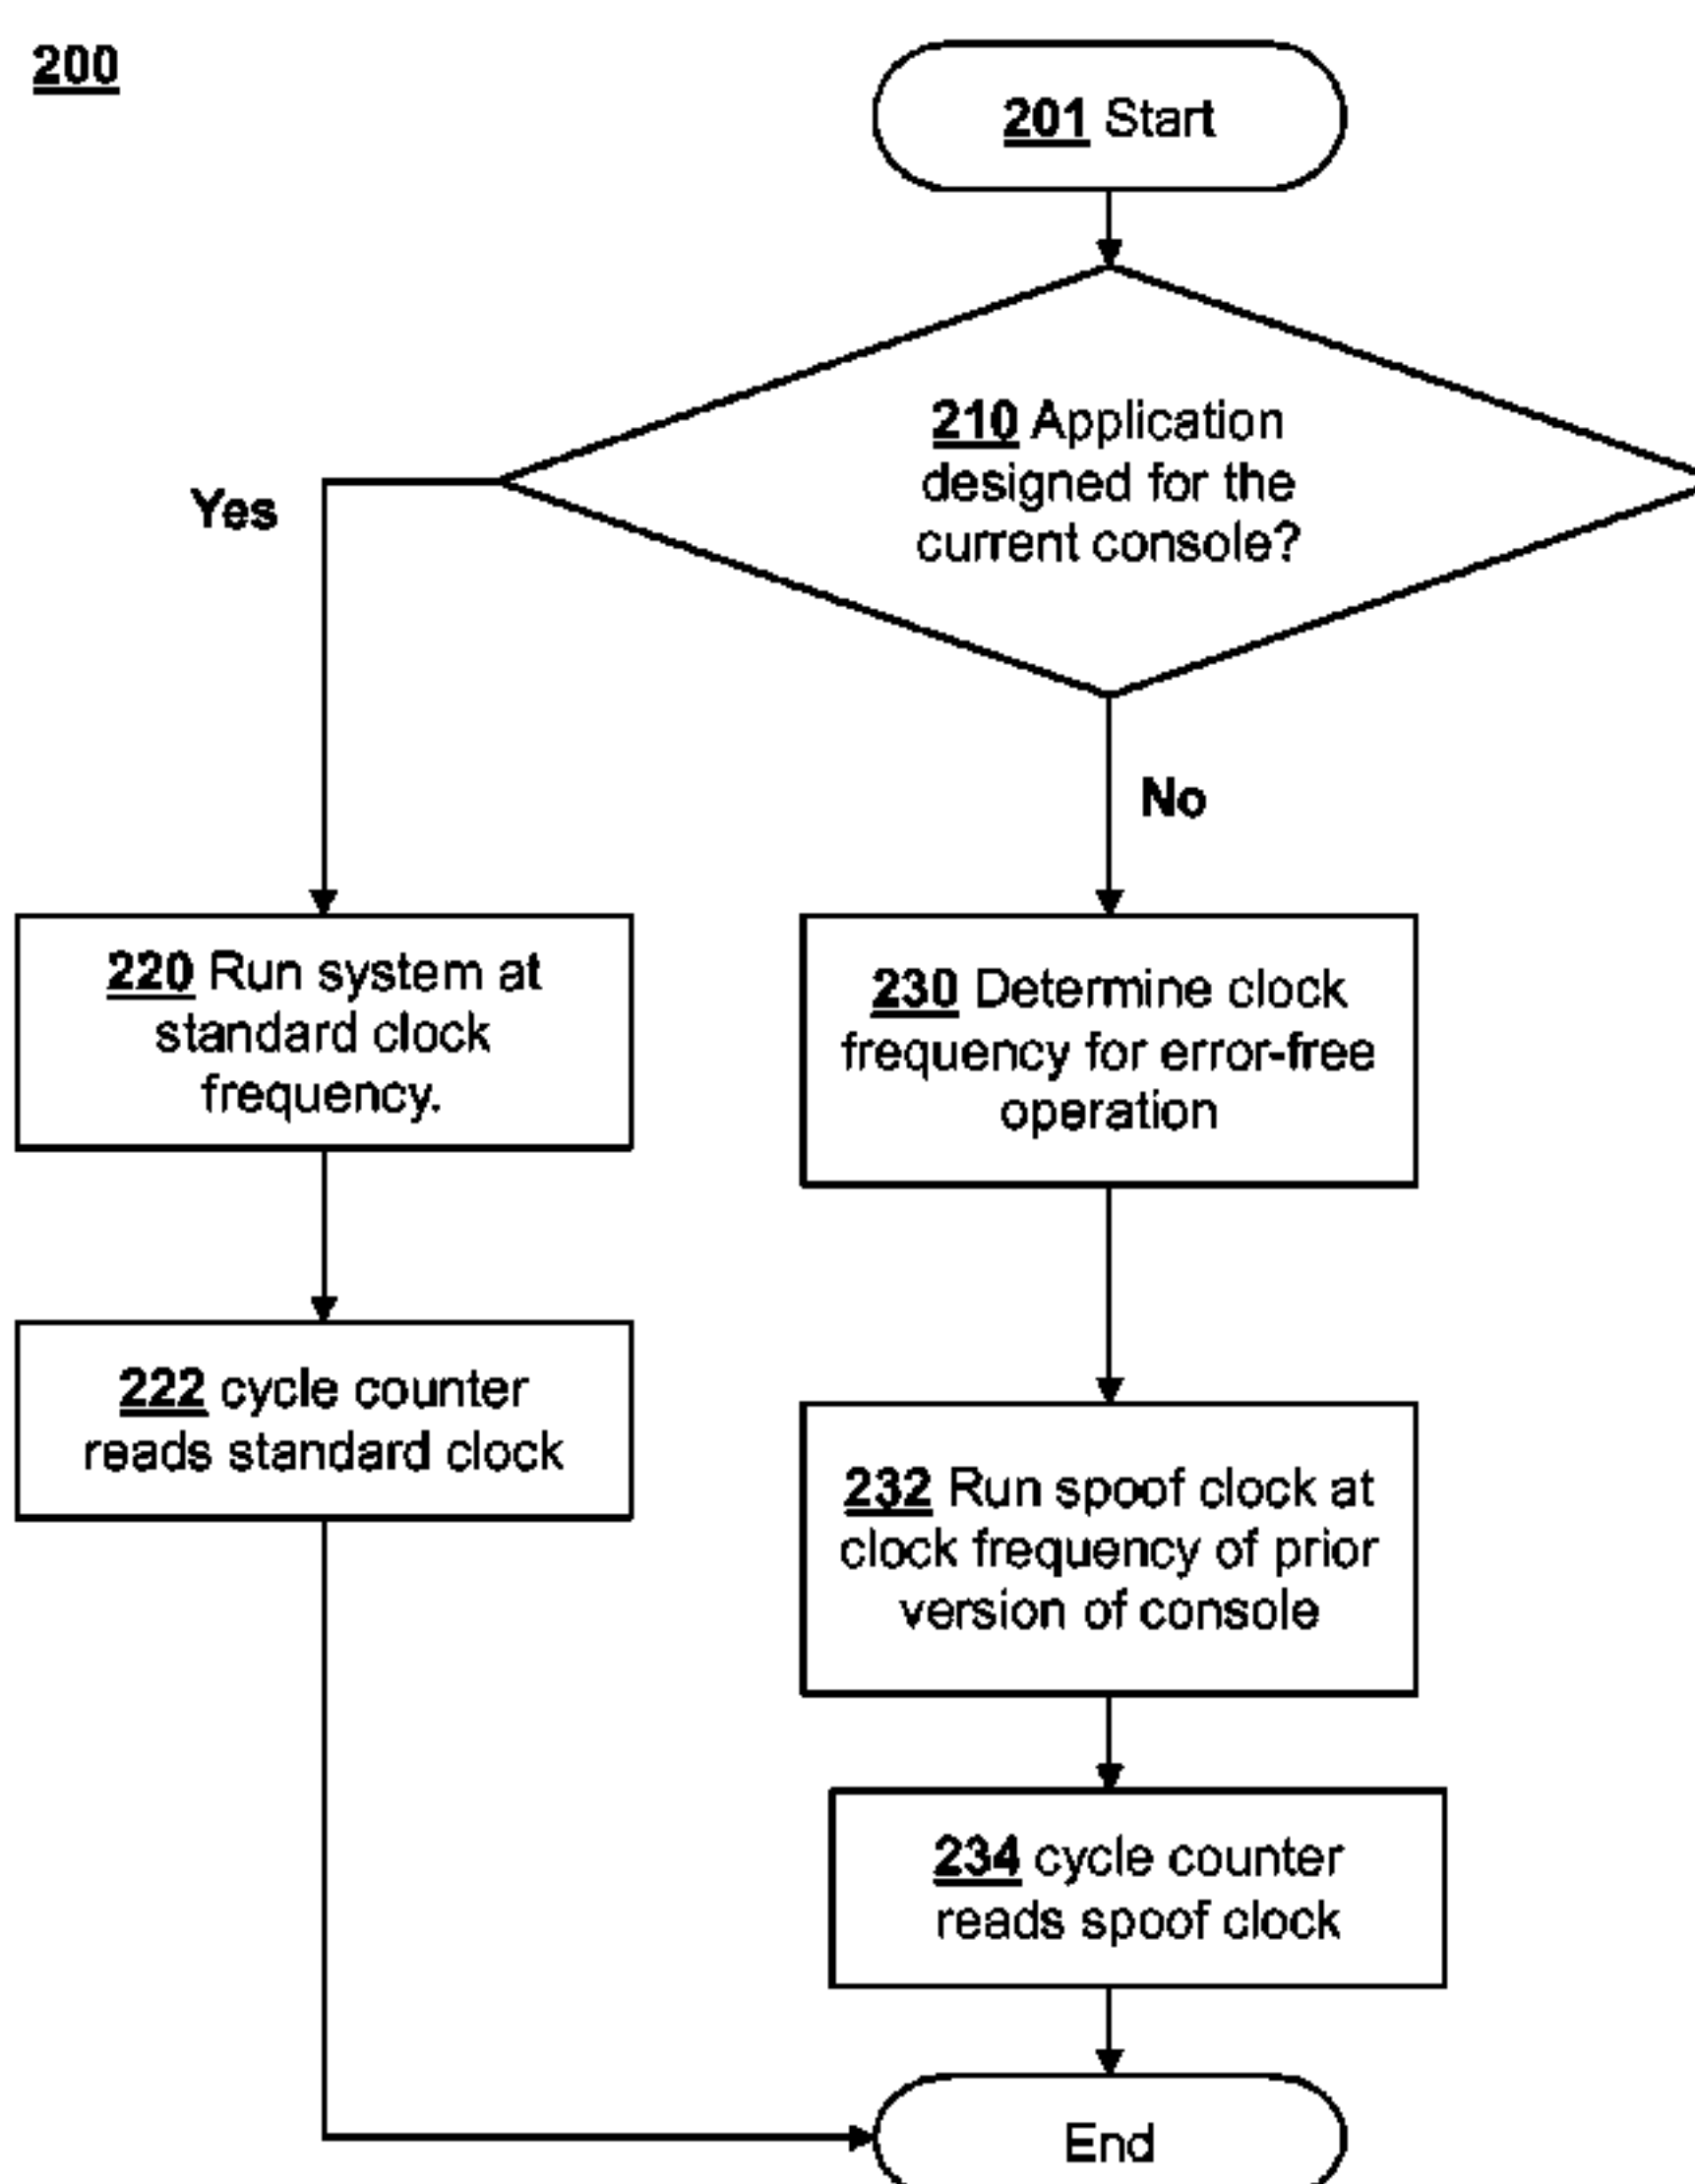 200
201 Start
210 Application
designed for the
current console?
Yes
No
220 Run system at
standard clock
frequency.
230 Determine clock
frequency for error-free
operation
222 cycle counter
reads standard clock
232 Run spoof clock at
clock frequency of prior
version of console
234 cycle counter
reads spoof clock
End